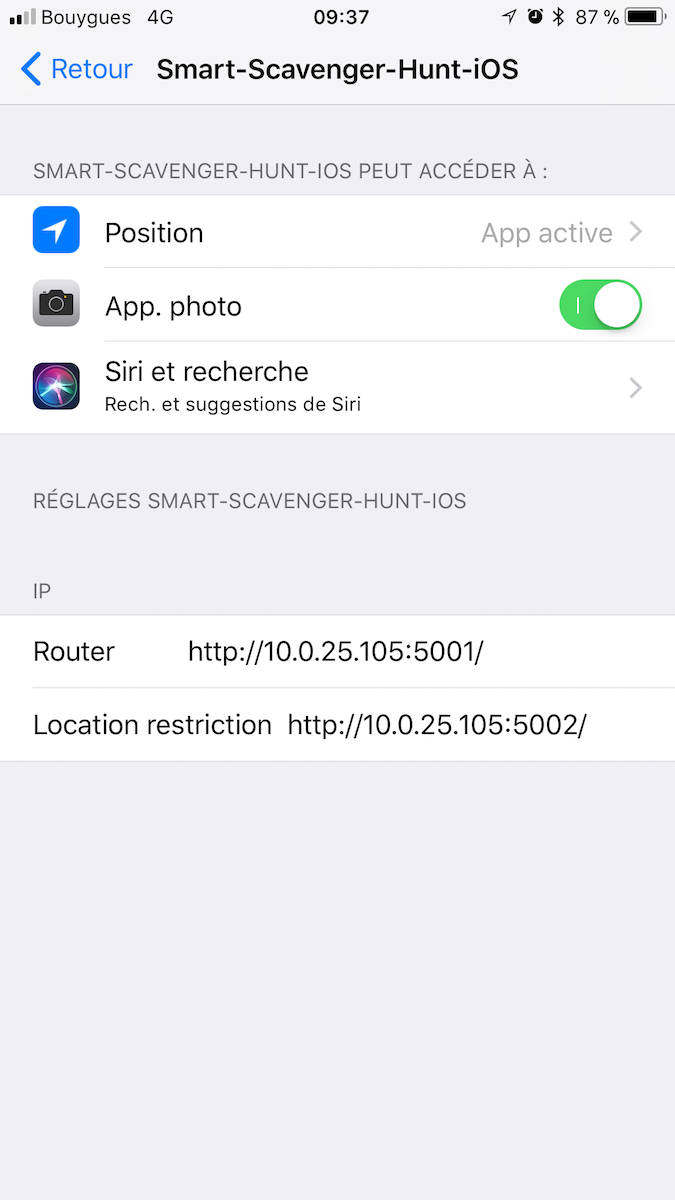 Bouygues 4G 09:37 87 %
Retour Smart-Scavenger-Hunt-iOS
SMART-SCAVENGER-HUNT-IOS PEUT ACCÉDER À :
Position App active
App. photo
Siri et recherche
Rech. et suggestions de Siri
RÉGLAGES SMART-SCAVENGER-HUNT-IOS
IP
Router http://10.0.25.105:5001/
Location restriction http://10.0.25.105:5002/